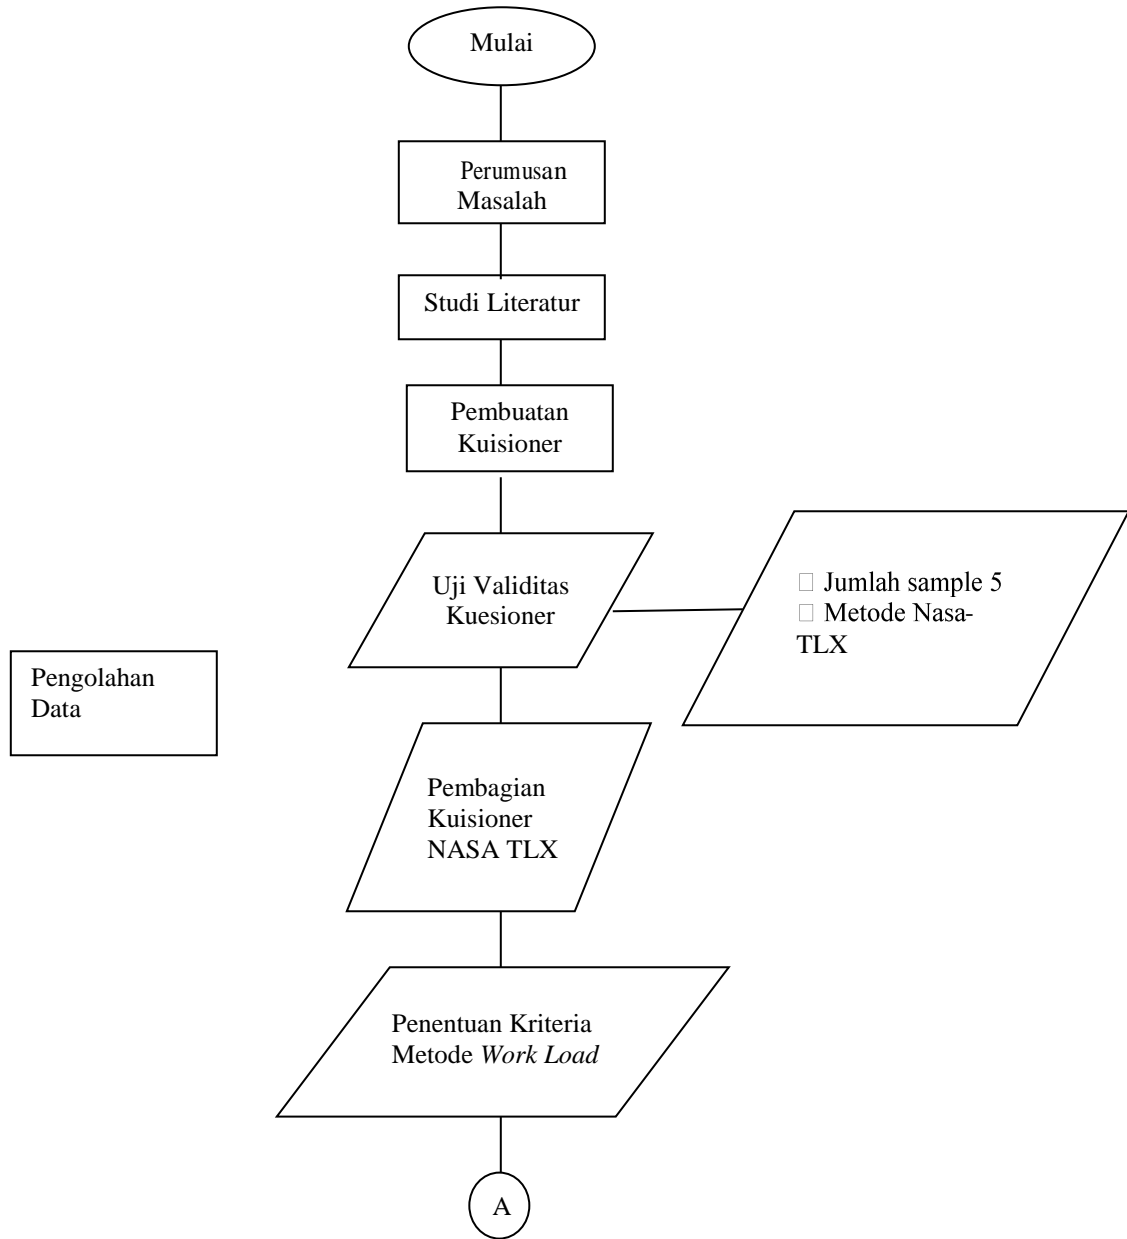 Mulai
Perumusan
Masalah
Studi Literatur
Pembuatan
Kuisioner
Uji Validitas
Kuesioner
□ Jumlah sample 5
□ Metode Nasa-
TLX
Pengolahan
Data
Pembagian
Kuisioner
NASA TLX
Penentuan Kriteria
Metode Work Load
A